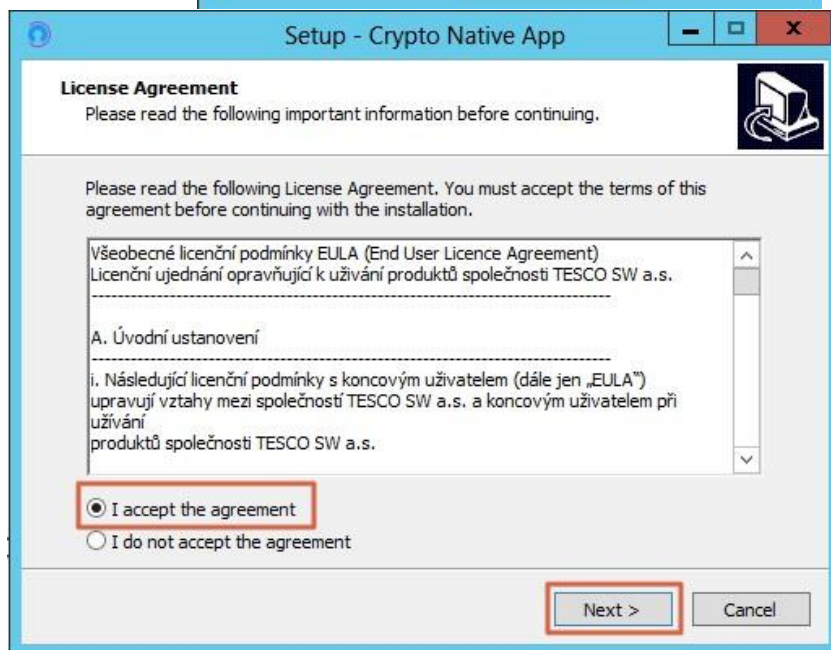 Setup - Crypto Native App
License Agreement
Please read the following important information before continuing.
Please read the following License Agreement. You must accept the terms of this
agreement before continuing with the installation.
Všeobecné licenční podmínky EULA (End User Licence Agreement)
Licenční ujednání opravňující k užívání produktů společnosti TESCO SW a.s.
--------------------------------------------------------------------------------
A. Úvodní ustanovení
--------------------------------------------------------------------------------
i. Následující licenční podmínky s koncovým uživatelem (dále jen „EULA“)
upravují vztahy mezi společností TESCO SW a.s. a koncovým uživatelem při
užívání
produktů společnosti TESCO SW a.s.
I accept the agreement
I do not accept the agreement
Next >
Cancel